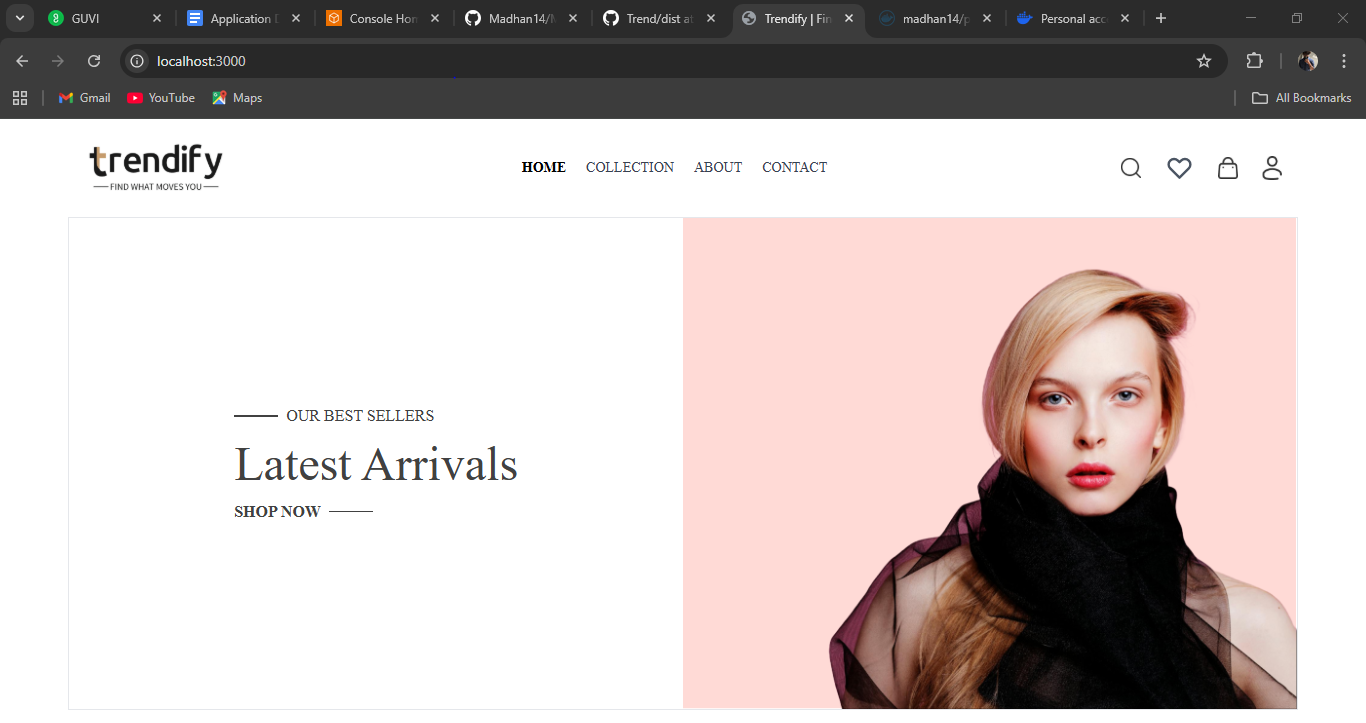 GUVI
Application D
Console Hom
Madhan14/M
Trend/dist at
Trendify | Fin
madhan14/p
Personal acc
localhost:3000
Gmail
YouTube
Maps
All Bookmarks
trendify
FIND WHAT MOVES YOU
HOME
COLLECTION
ABOUT
CONTACT
OUR BEST SELLERS
Latest Arrivals
SHOP NOW